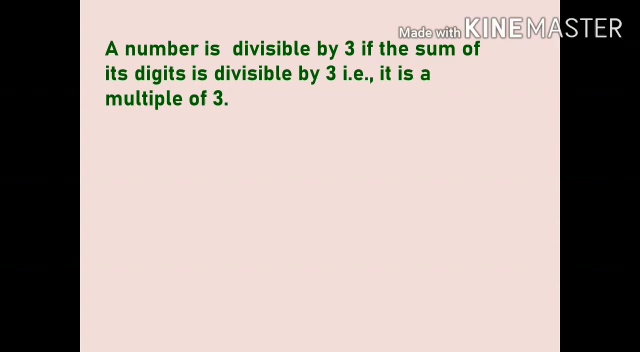 Made with KINEMASTER
A number is divisible by 3 if the sum of
its digits is divisible by 3 i.e., it is a
multiple of 3.